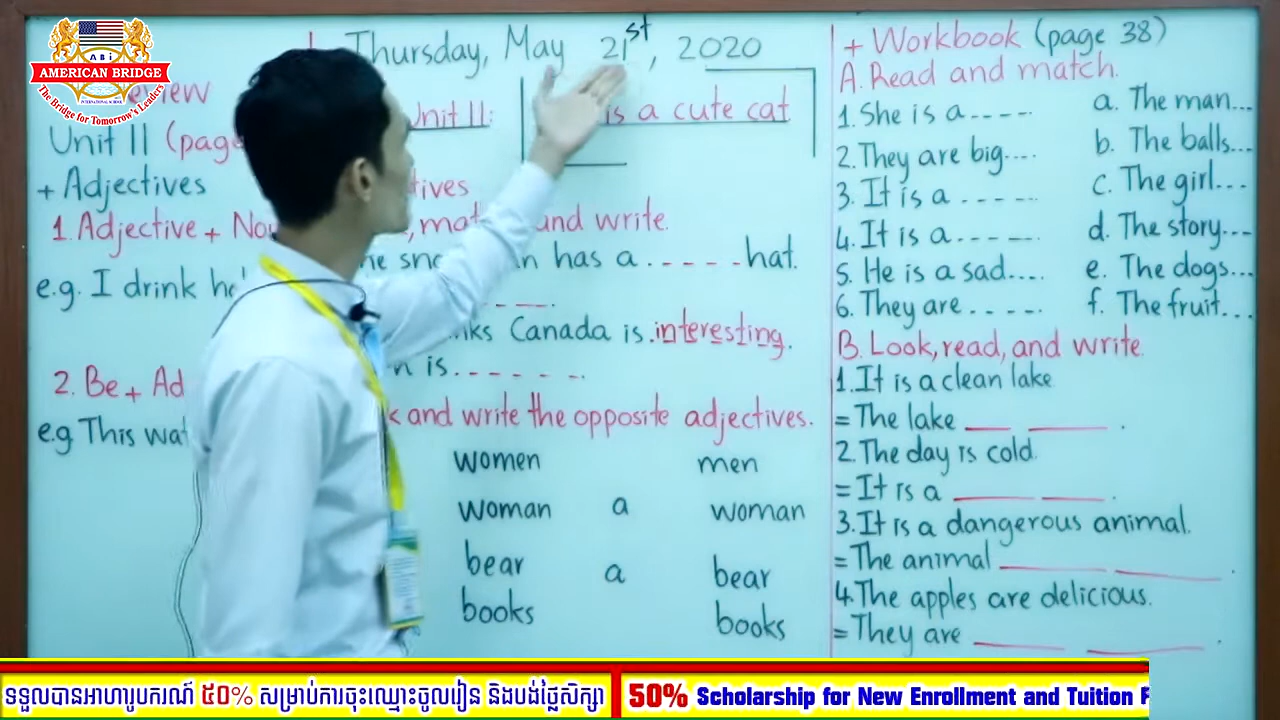 ABi
AMERICAN BRIDGE
INTERNATIONAL SCHOOL
The Bridge for Tomorrow's Leaders
Thursday, May 21st, 2020
Unit 11 (page
+ Adjectives
1. Adjective + Nou
e.g. I drink
2. Be + Ad
e.g This wat
Unit 11:
is a cute cat
tives
and write.
has a _ _ _ _ _ hat.
_ _ _ _.
nks Canada is interesting.
n is _ _ _ _ _ _.
k and write the opposite adjectives.
women men
woman a woman
bear a bear
books books
+ Workbook (page 38)
A. Read and match.
1. She is a _ _ _ _. a. The man...
2. They are big.... b. The balls...
3. It is a _ _ _ _ _. c. The girl...
4. It is a _ _ _ _ _. d. The story...
5. He is a sad.... e. The dogs...
6. They are _ _ _ _ _. f. The fruit...
B. Look, read, and write.
1. It is a clean lake
= The lake ___ ___ .
2. The day is cold.
= It is a ___ ___ .
3. It is a dangerous animal.
= The animal ___ ___ .
4. The apples are delicious.
= They are ___ ___ .
ទទួលបានអាហារូបករណ៍ ៥០% សម្រាប់ការចុះឈ្មោះចូលរៀន និងបង់ថ្លៃសិក្សា
50% Scholarship for New Enrollment and Tuition F